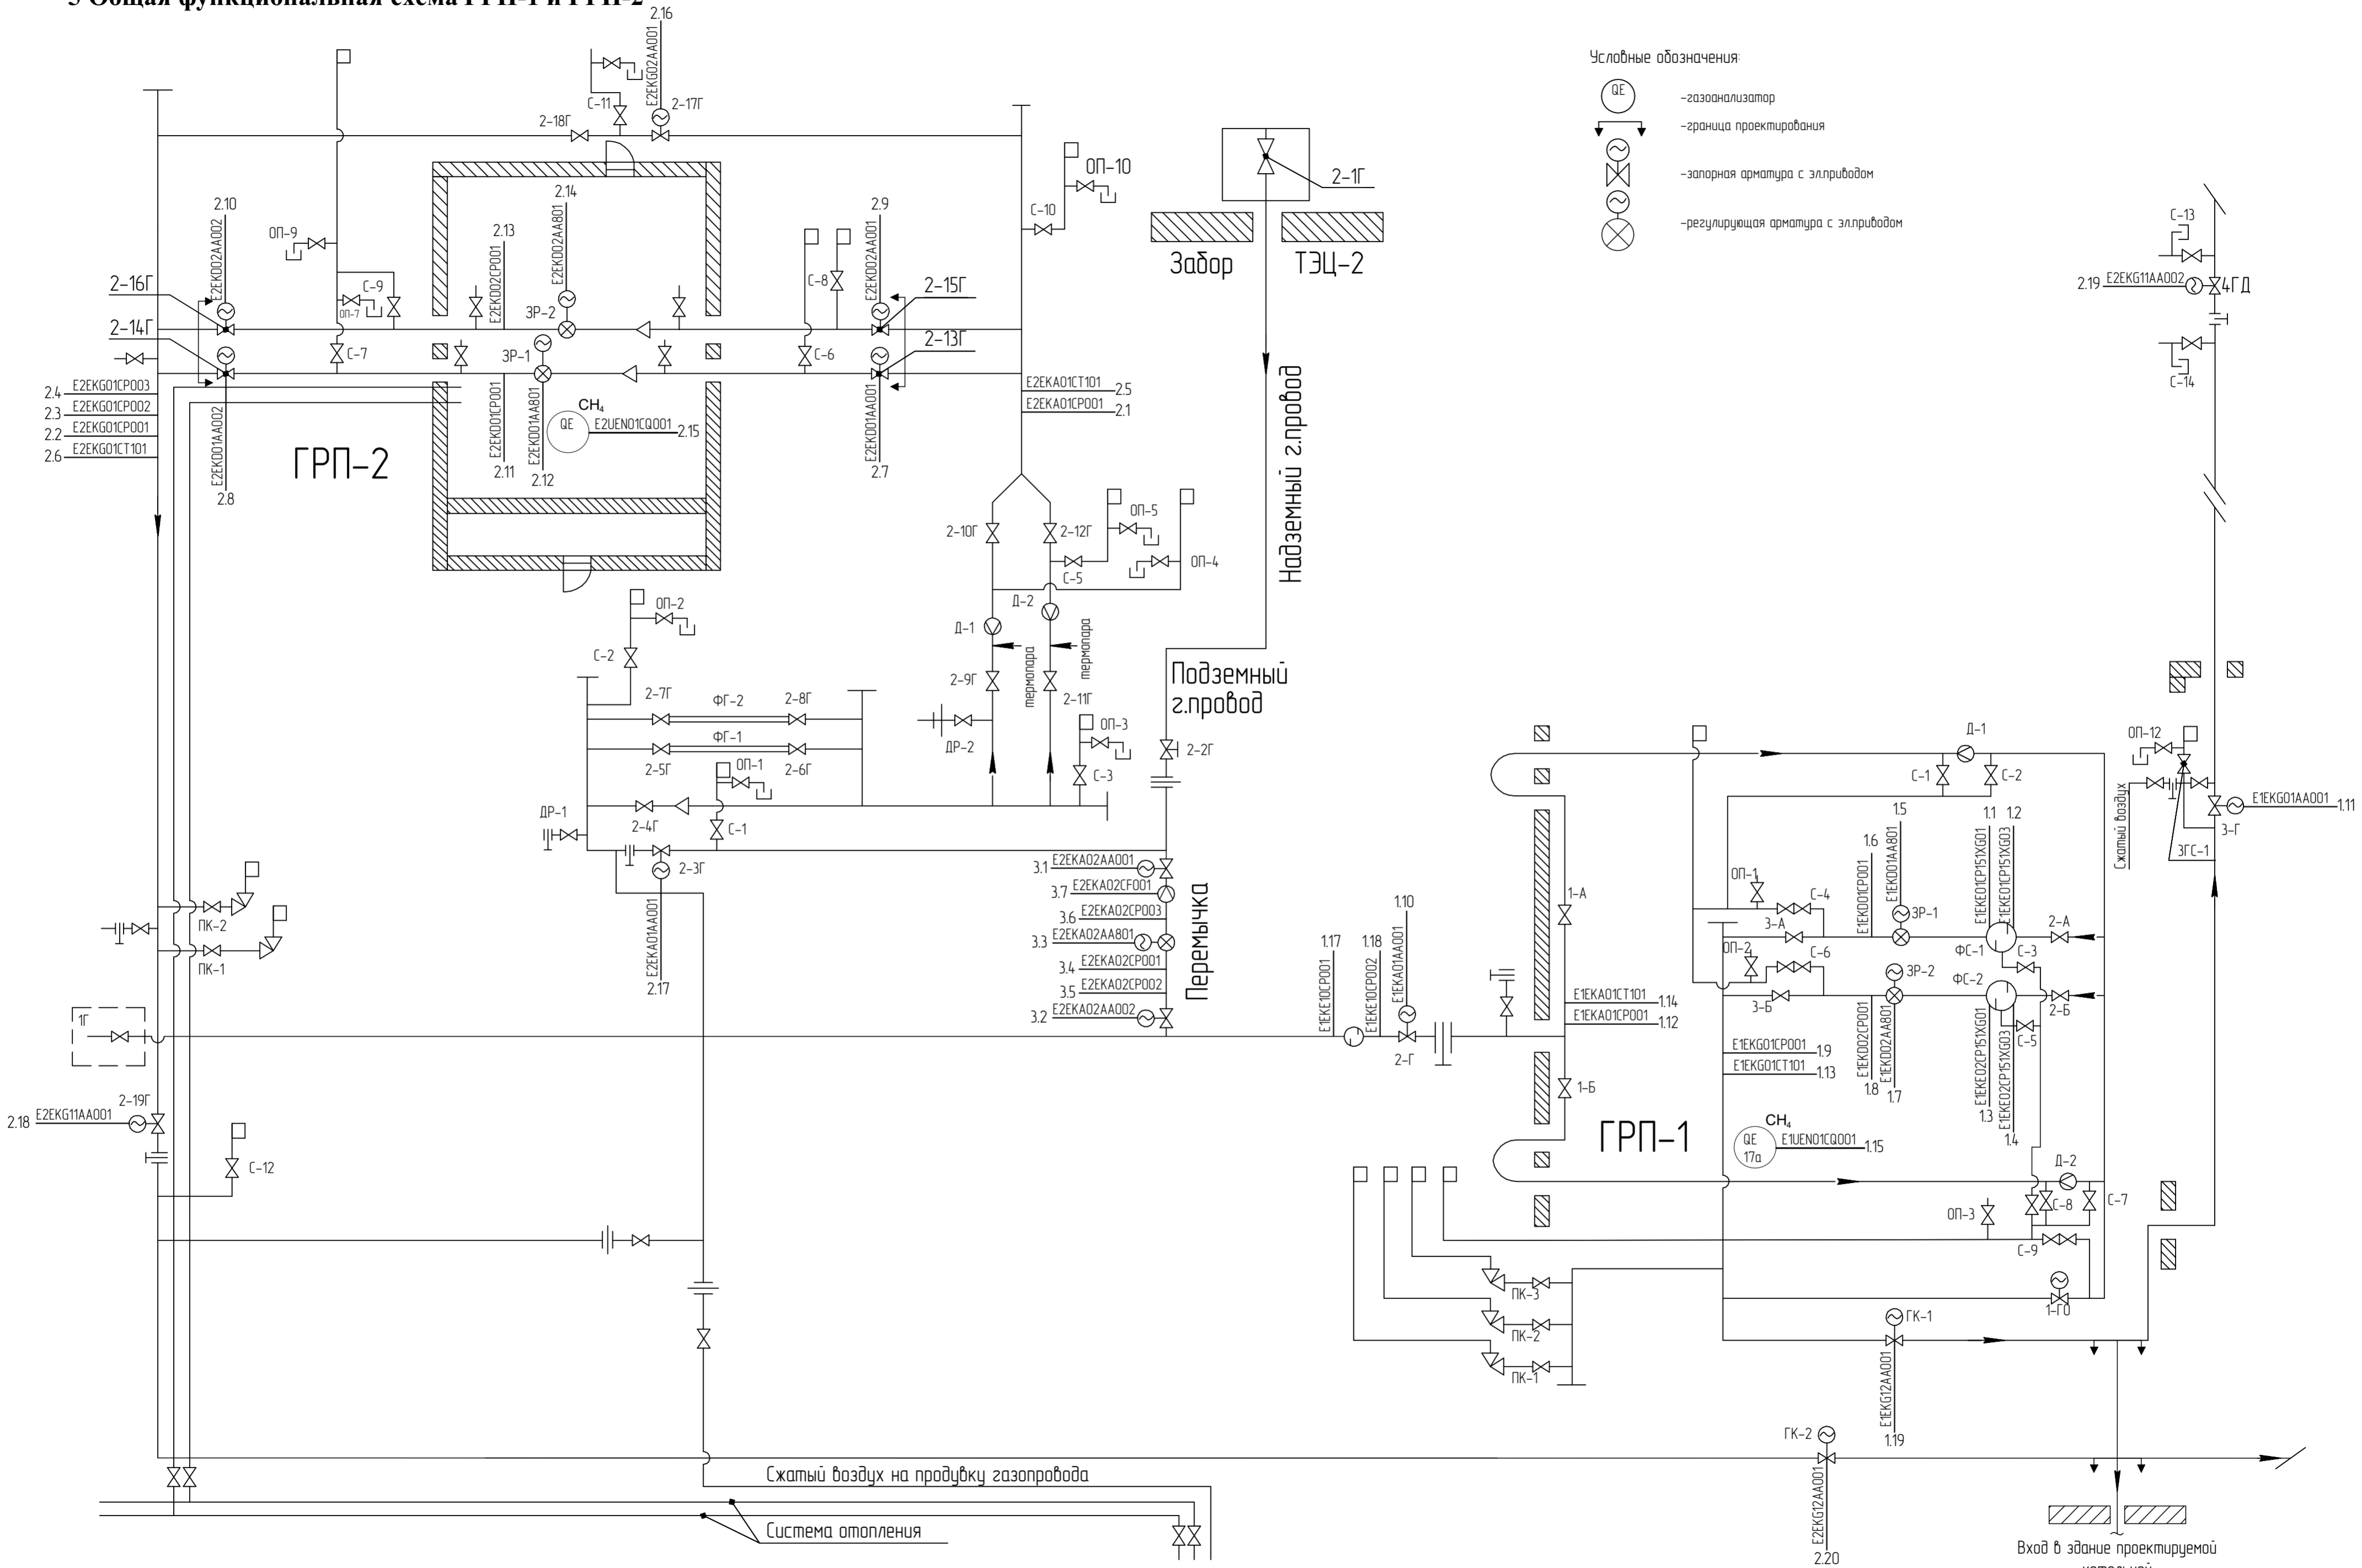 3 Общая функциональная схема ГРП-1 и ГРП-2
Условные обозначения:
QE
-газоанализатор
-граница проектирования
-запорная арматура с эл.приводом
-регулирующая арматура с эл.приводом
2.16
E2EKG02AA001
С-11
2-17Г
2-18Г
ОП-10
С-10
2-1Г
Забор
ТЭЦ-2
Надземный г.провод
2.10
E2EKD02AA002
ОП-9
С-9
ОП-7
С-7
2-16Г
2-14Г
2.13
E2EKD02CP001
2.14
E2EKD02AA801
ЗР-2
ЗР-1
С-8
С-6
2.9
E2EKD02AA001
2-15Г
2-13Г
2.4 E2EKG01CP003
2.3 E2EKG01CP002
2.2 E2EKG01CP001
2.6 E2EKG01CT101
E2EKD01AA002
2.8
ГРП-2
E2EKD01CP001
2.11
E2EKD01AA801
2.12
CH4
QE
E2UEN01CQ001 2.15
E2EKD01AA001
2.7
E2EKA01CT101 2.5
E2EKA01CP001 2.1
2-10Г
2-12Г
ОП-5
С-5
ОП-4
Д-1
Д-2
термопара
термопара
2-9Г
2-11Г
ДР-2
ОП-3
С-3
ОП-2
С-2
2-7Г
ФГ-2
2-8Г
ФГ-1
2-5Г
2-6Г
ОП-1
ДР-1
2-4Г
С-1
2-3Г
E2EKA01AA001
2.17
Подземный
г.провод
2-2Г
3.1 E2EKA02AA001
3.7 E2EKA02CF001
3.6 E2EKA02CP003
3.3 E2EKA02AA801
3.4 E2EKA02CP001
3.5 E2EKA02CP002
3.2 E2EKA02AA002
Перемычка
ПК-2
ПК-1
1Г
2-19Г
2.18 E2EKG11AA001
С-12
1.17
E1EKE10CP001
1.18
E1EKE10CP002
1.10
E1EKA01AA001
2-Г
1-А
E1EKA01CT101 1.14
E1EKA01CP001 1.12
1-Б
ГРП-1
Д-1
С-1
С-2
1.5
E1EKD01AA801
1.6
E1EKD01CP001
1.1
E1EKE01CP151XG01
1.2
E1EKE01CP151XG03
ОП-1
С-4
3-А
ЗР-1
ФС-1
С-3
2-А
ОП-2
С-6
3-Б
ЗР-2
ФС-2
2-Б
С-5
E1EKG01CP001 1.9
E1EKG01CT101 1.13
E1EKD02CP001
1.8
E1EKD02AA801
1.7
E1EKE02CP151XG01
1.3
E1EKE02CP151XG03
1.4
CH4
QE
17а
E1UEN01CQ001 1.15
Д-2
С-8
С-7
ОП-3
С-9
1-ГО
ПК-3
ПК-2
ПК-1
ГК-1
E1EKG12AA001
1.19
ГК-2
E2EKG12AA001
2.20
С-13
2.19 E2EKG11AA002
4ГД
С-14
ОП-12
Сжатый воздух
E1EKG01AA001 1.11
3-Г
ЗГС-1
Сжатый воздух на продувку газопровода
Система отопления
Вход в здание проектируемой
котельной